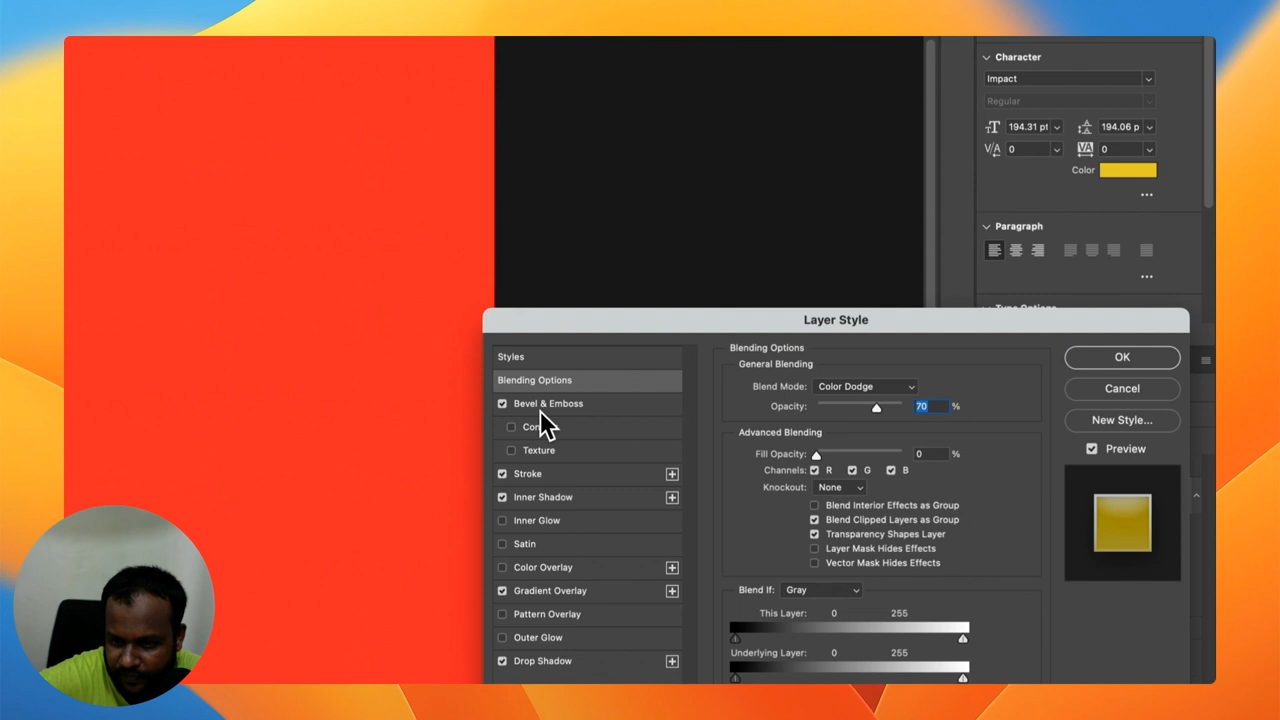 Character
Impact
Regular
194.31 pt
194.06 p
V/A 0
VA 0
Color
Paragraph
Layer Style
Styles
Blending Options
Bevel & Emboss
Texture
Stroke
Inner Shadow
Inner Glow
Satin
Color Overlay
Gradient Overlay
Pattern Overlay
Outer Glow
Drop Shadow
Blending Options
General Blending
Blend Mode: Color Dodge
Opacity: 70 %
Advanced Blending
Fill Opacity: 0 %
Channels: R G B
Knockout: None
Blend Interior Effects as Group
Blend Clipped Layers as Group
Transparency Shapes Layer
Layer Mask Hides Effects
Vector Mask Hides Effects
Blend If: Gray
This Layer: 0 255
Underlying Layer: 0 255
OK
Cancel
New Style...
Preview